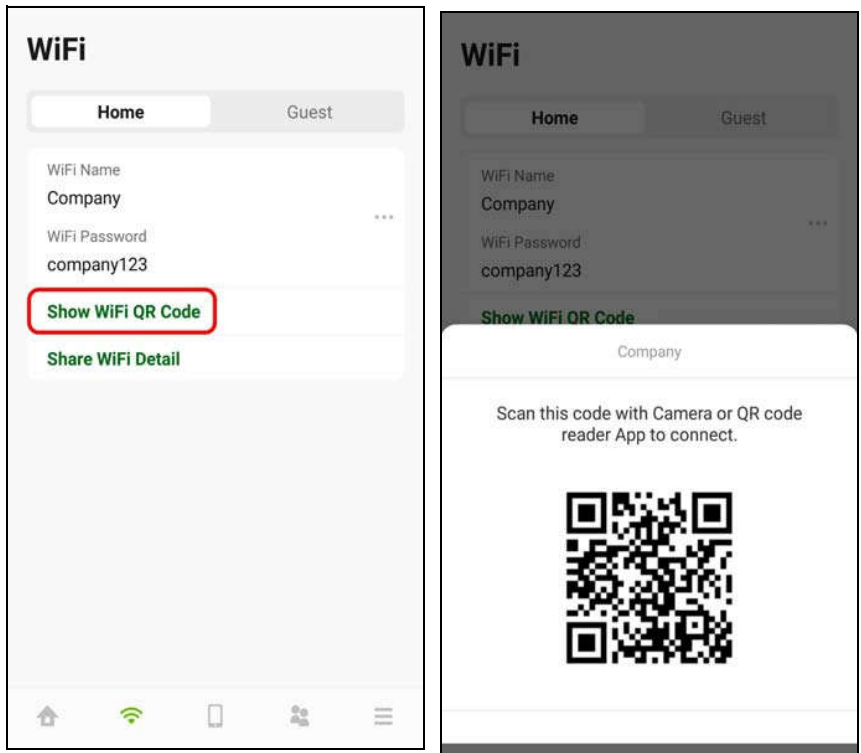 WiFi
Home Guest
WiFi Name
Company
WiFi Password
company123
Show WiFi QR Code
Share WiFi Detail
WiFi
Home Guest
WiFi Name
Company
WiFi Password
company123
Show WiFi QR Code
Company
Scan this code with Camera or QR code
reader App to connect.